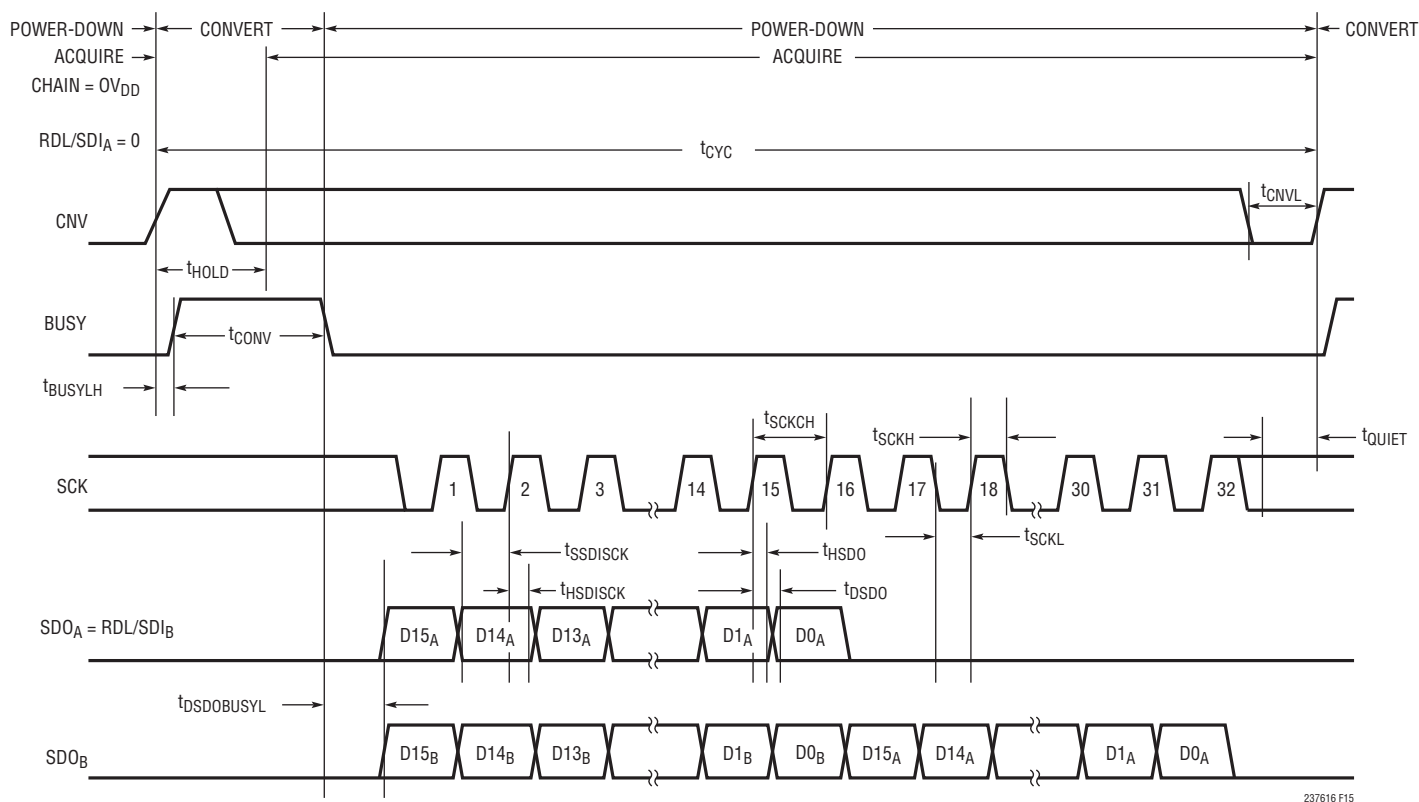 POWER-DOWN CONVERT POWER-DOWN CONVERT
ACQUIRE ACQUIRE
CHAIN = OVDD
RDL/SDIA = 0
tCYC
CNV
tCNVL
tHOLD
BUSY
tCONV
tBUSYLH
tSCKCH
tSCKH
tQUIET
SCK
1 2 3 14 15 16 17 18 30 31 32
tSSDISCK
tHSDO
tSCKL
tHSDISCK
tDSDO
SDOA = RDL/SDIB
D15A D14A D13A D1A D0A
tDSDOBUSYL
SDOB
D15B D14B D13B D1B D0B D15A D14A D1A D0A
237616 F15